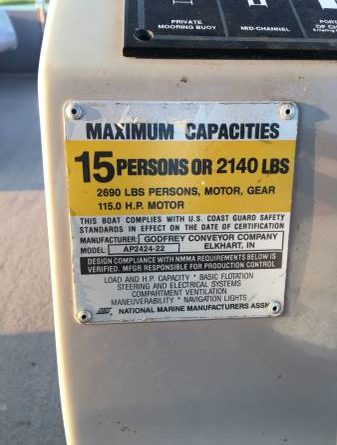 PRIVATE
MOORING BUOY
MID-CHANNEL
MAXIMUM CAPACITIES
15 PERSONS OR 2140 LBS
2690 LBS PERSONS, MOTOR, GEAR
115.0 H.P. MOTOR
THIS BOAT COMPLIES WITH U.S. COAST GUARD SAFETY
STANDARDS IN EFFECT ON THE DATE OF CERTIFICATION
MANUFACTURER: GODFREY CONVEYOR COMPANY
MODEL: AP2424-22 ELKHART, IN
DESIGN COMPLIANCE WITH NMMA REQUIREMENTS BELOW IS
VERIFIED. MFGR RESPONSIBLE FOR PRODUCTION CONTROL
LOAD AND H.P. CAPACITY * BASIC FLOTATION
STEERING AND ELECTRICAL SYSTEMS
COMPARTMENT VENTILATION
MANEUVERABILITY * NAVIGATION LIGHTS
NATIONAL MARINE MANUFACTURERS ASSN